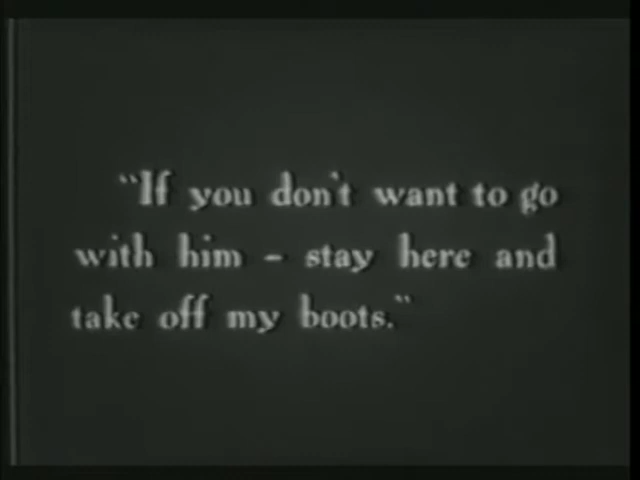 "If you don't want to go
with him - stay here and
take off my boots."